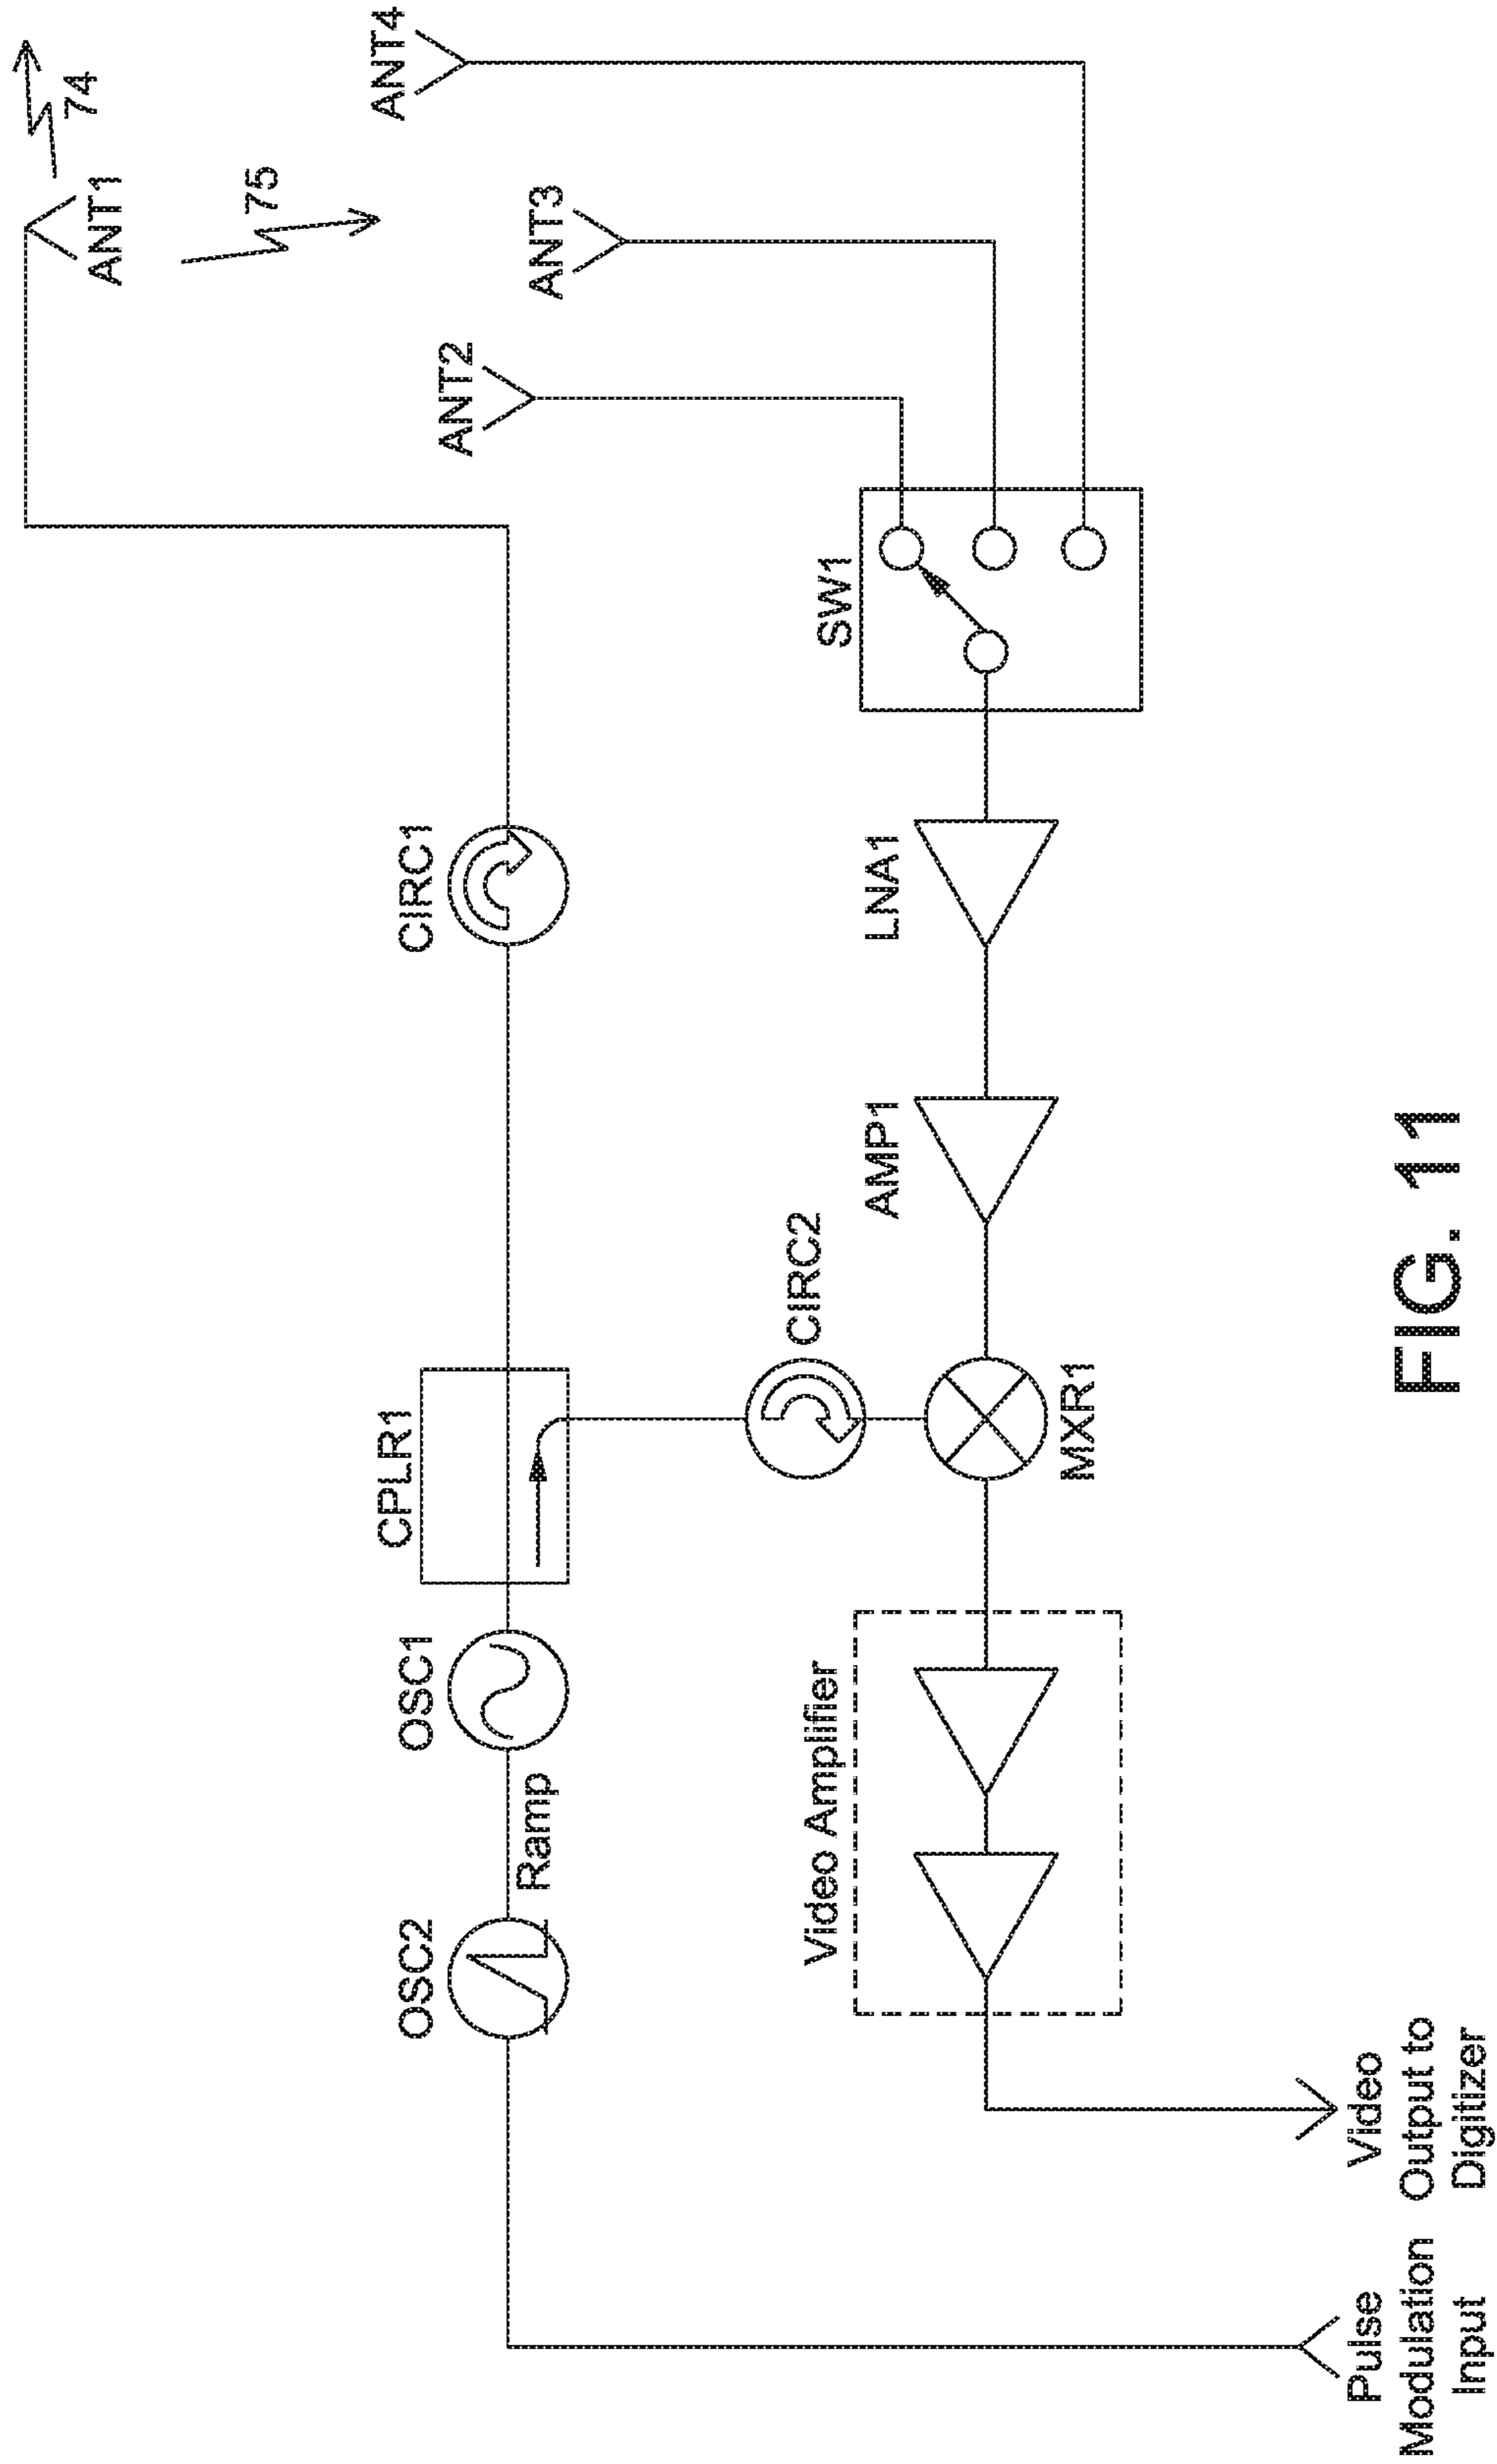 74
ANT1
75
ANT4
ANT3
ANT2
CIRC1
CPLR1
OSC1
Ramp
OSC2
SW1
LNA1
AMP1
CIRC2
MXR1
Video Amplifier
Pulse
Modulation
Input
Video
Output to
Digitizer
FIG. 11